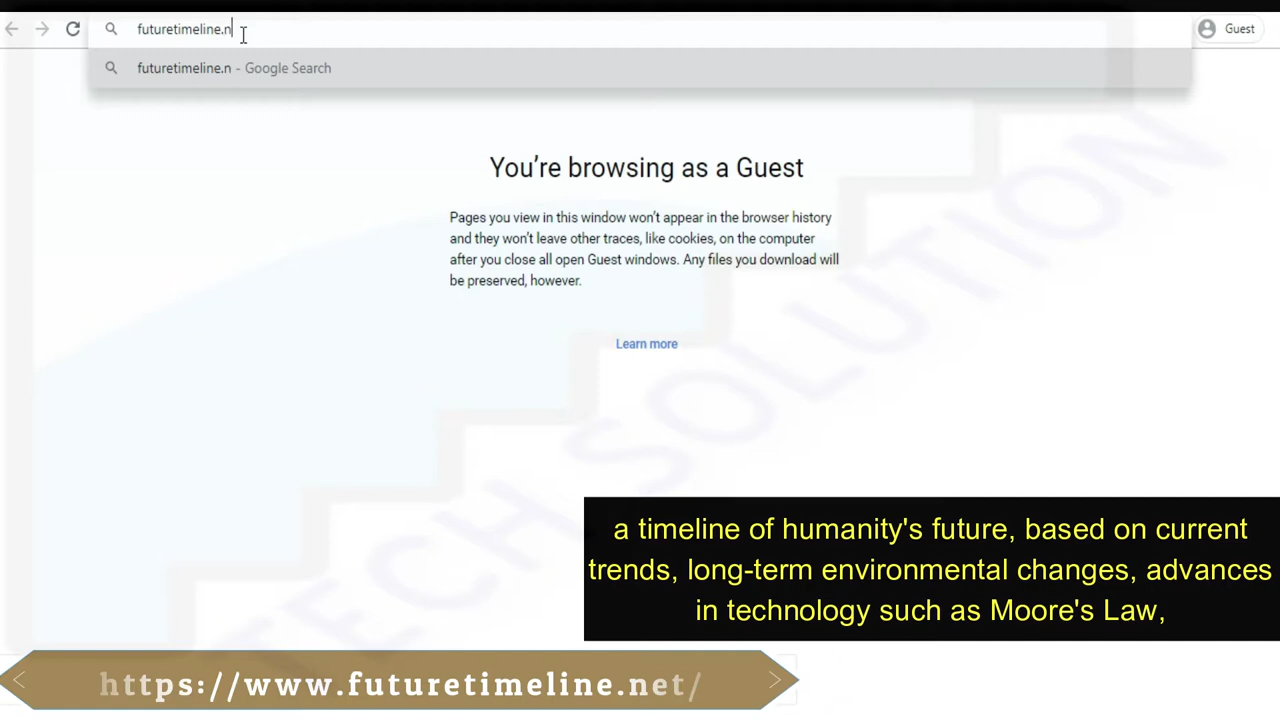 futuretimeline.n
Guest
futuretimeline.n - Google Search
You're browsing as a Guest
Pages you view in this window won't appear in the browser history
and they won't leave other traces, like cookies, on the computer
after you close all open Guest windows. Any files you download will
be preserved, however.
Learn more
TECH SOLUTION
a timeline of humanity's future, based on current
trends, long-term environmental changes, advances
in technology such as Moore's Law,
https://www.futuretimeline.net/